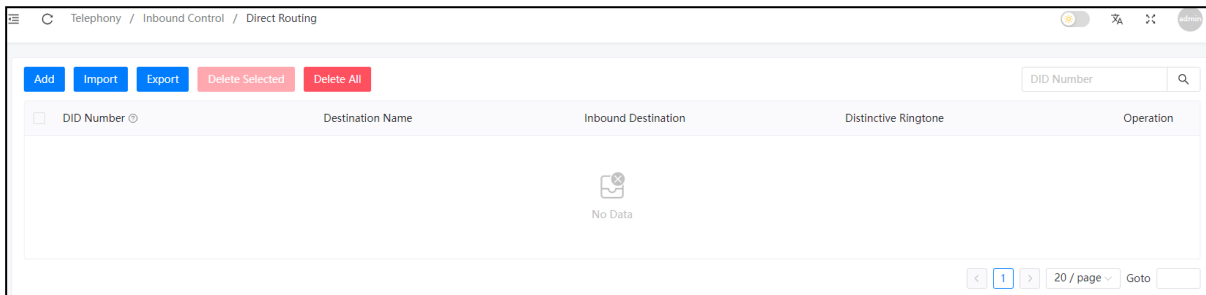 Telephony / Inbound Control / Direct Routing admin
Add Import Export Delete Selected Delete All DID Number
DID Number Destination Name Inbound Destination Distinctive Ringtone Operation
No Data
< 1 > 20 / page Goto